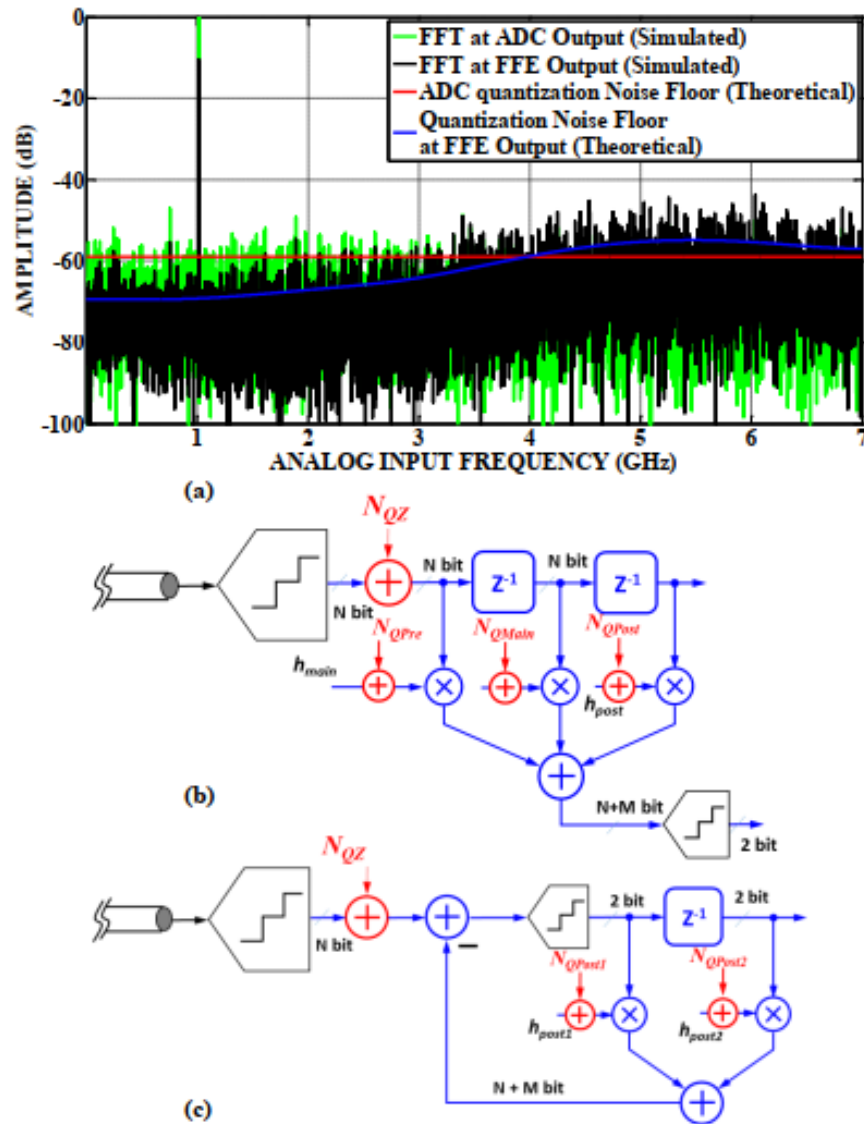 0
-20
-40
-60
-80
-100
AMPLITUDE (dB)
FFT at ADC Output (Simulated)
FFT at FFE Output (Simulated)
ADC quantization Noise Floor (Theoretical)
Quantization Noise Floor
at FFE Output (Theoretical)
1 2 3 4 5 6 7
ANALOG INPUT FREQUENCY (GHz)
(a)
N_QZ
N bit
N bit
Z⁻¹
N bit
Z⁻¹
N_QPre
N_QMain
N_QPost
h_main
h_post
N+M bit
2 bit
(b)
N_QZ
N bit
2 bit
Z⁻¹
2 bit
N_QPost1
N_QPost2
h_post1
h_post2
N + M bit
(c)